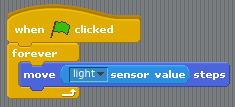 when clicked
forever
move light sensor value steps